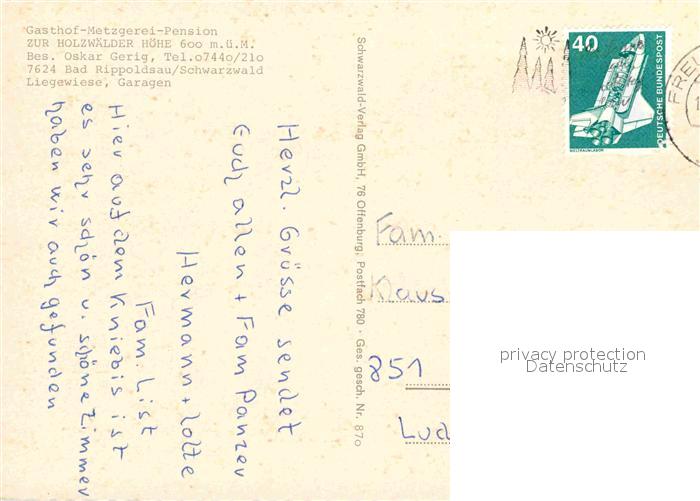 Gasthof-Metzgerei-Pension
ZUR HOLZWÄLDER HÖHE 600 m.ü.M.
Bes. Oskar Gerig, Tel.07440/210
7624 Bad Rippoldsau/Schwarzwald
Liegewiese, Garagen
Herzl. Grüsse sendet
Euch allen + Fam Panzer
Hermann + Lotte
Fam. List
Hier auf dem Kniebis ist
es sehr schön u. schöne Zimmer
haben wir auch gefunden
Schwarzwald-Verlag GmbH, 76 Offenburg, Postfach 780 · Ges. gesch. Nr. 870
40
DEUTSCHE BUNDESPOST
WELTRAUMLABOR
FREU
Fam.
Klaus
851
Lud
privacy protection
Datenschutz